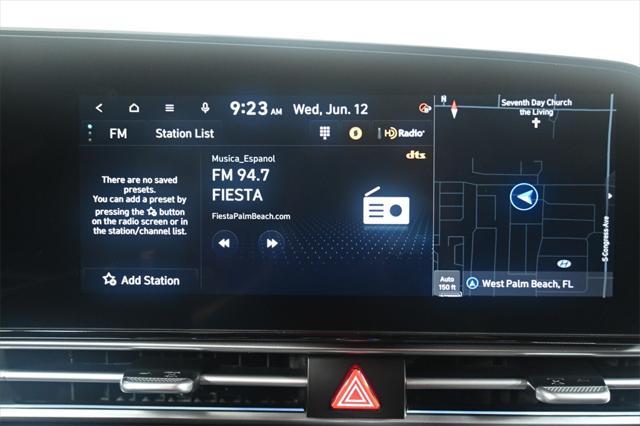 9:23 AM Wed, Jun. 12
FM
Station List
HD Radio
dts
There are no saved
presets.
You can add a preset by
pressing the button
on the radio screen or in
the station/channel list.
Add Station
Musica_Espanol
FM 94.7
FIESTA
FiestaPalmBeach.com
N
Seventh Day Church
the Living
S Congress Ave
Auto
150 ft
West Palm Beach, FL